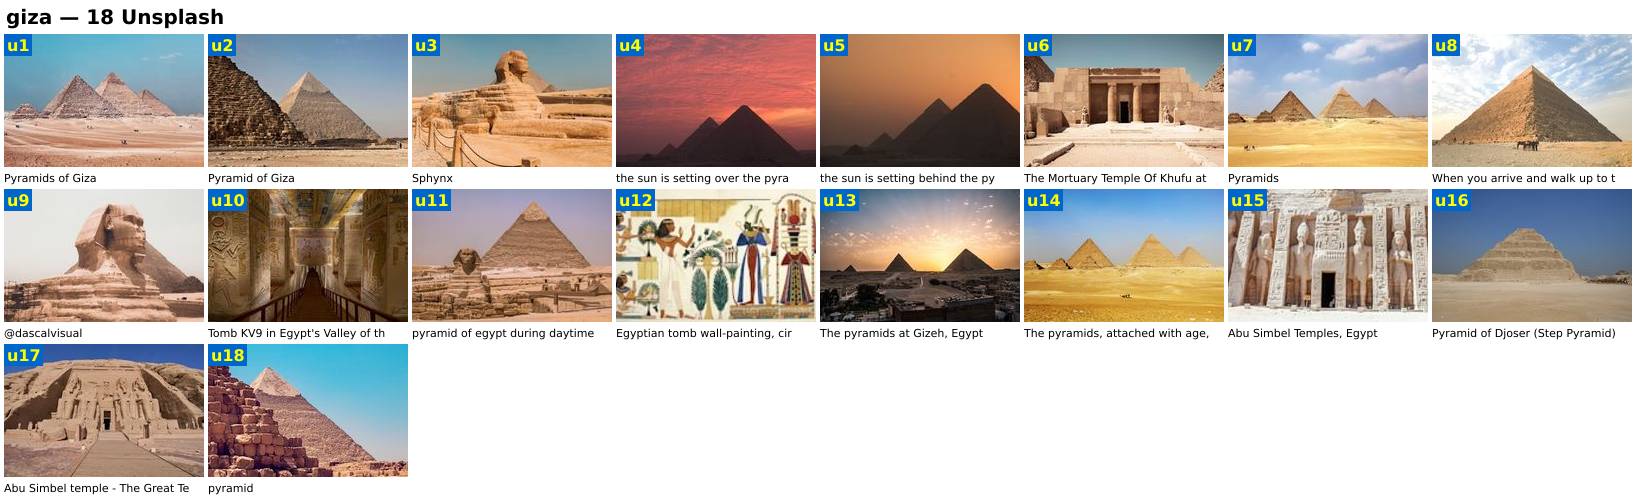 giza — 18 Unsplash
u1
u2
u3
u4
u5
u6
u7
u8
Pyramids of Giza
Pyramid of Giza
Sphynx
the sun is setting over the pyra
the sun is setting behind the py
The Mortuary Temple Of Khufu at
Pyramids
When you arrive and walk up to t
u9
u10
u11
u12
u13
u14
u15
u16
@dascalvisual
Tomb KV9 in Egypt's Valley of th
pyramid of egypt during daytime
Egyptian tomb wall-painting, cir
The pyramids at Gizeh, Egypt
The pyramids, attached with age,
Abu Simbel Temples, Egypt
Pyramid of Djoser (Step Pyramid)
u17
u18
Abu Simbel temple - The Great Te
pyramid